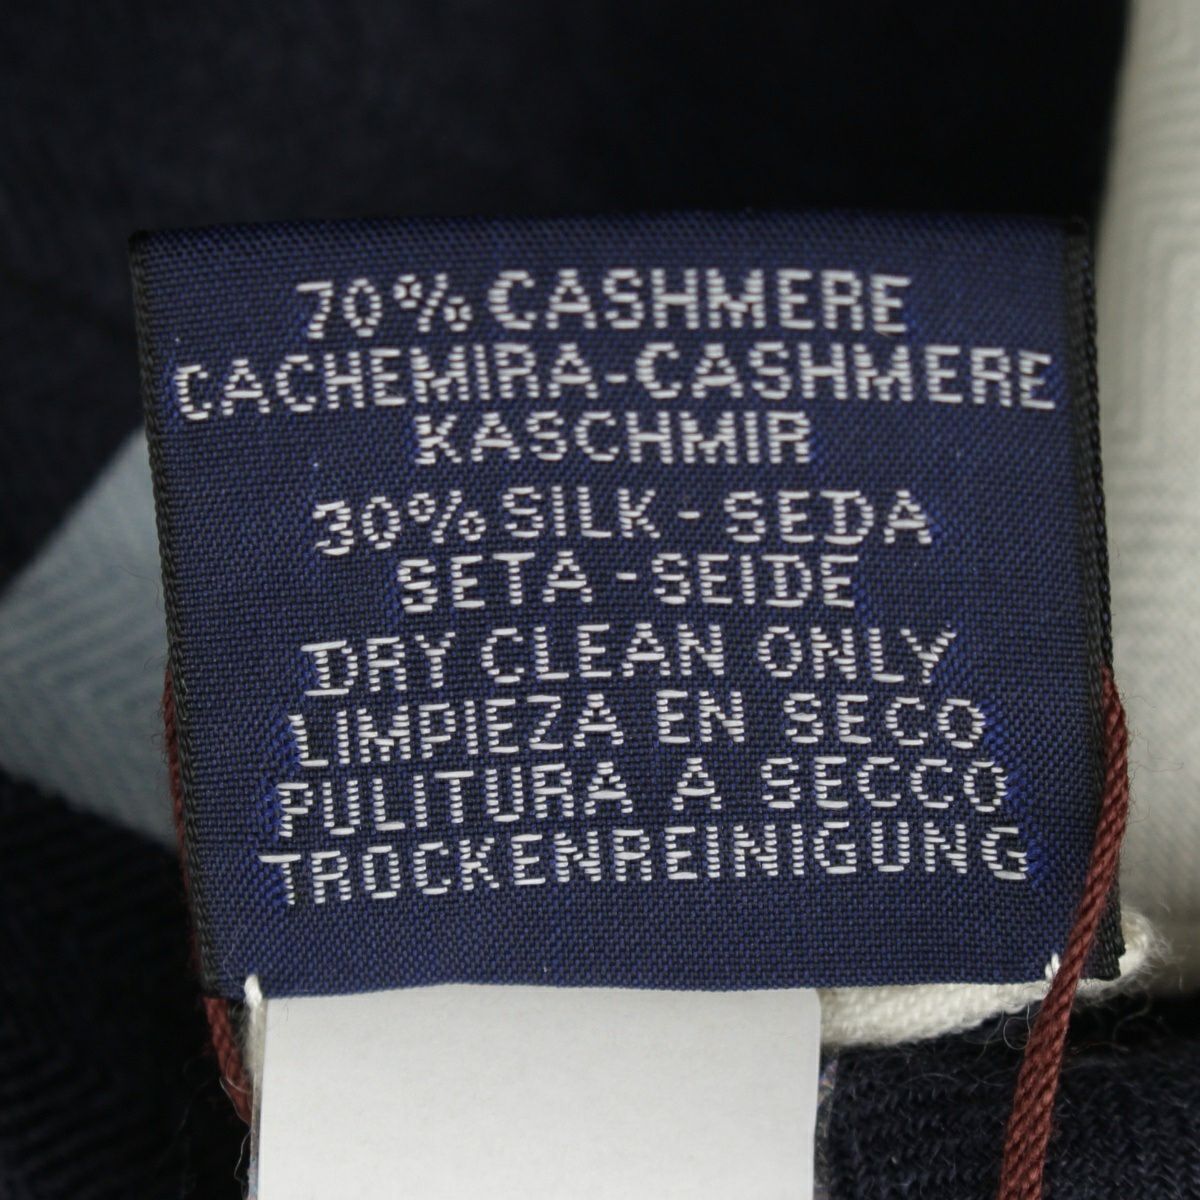 70% CASHMERE
CACHEMIRA-CASHMERE
KASCHMIR
30% SILK - SEDA
SETA - SEIDE
DRY CLEAN ONLY
LIMPIEZA EN SECO
PULITURA A SECCO
TROCKENREINIGUNG